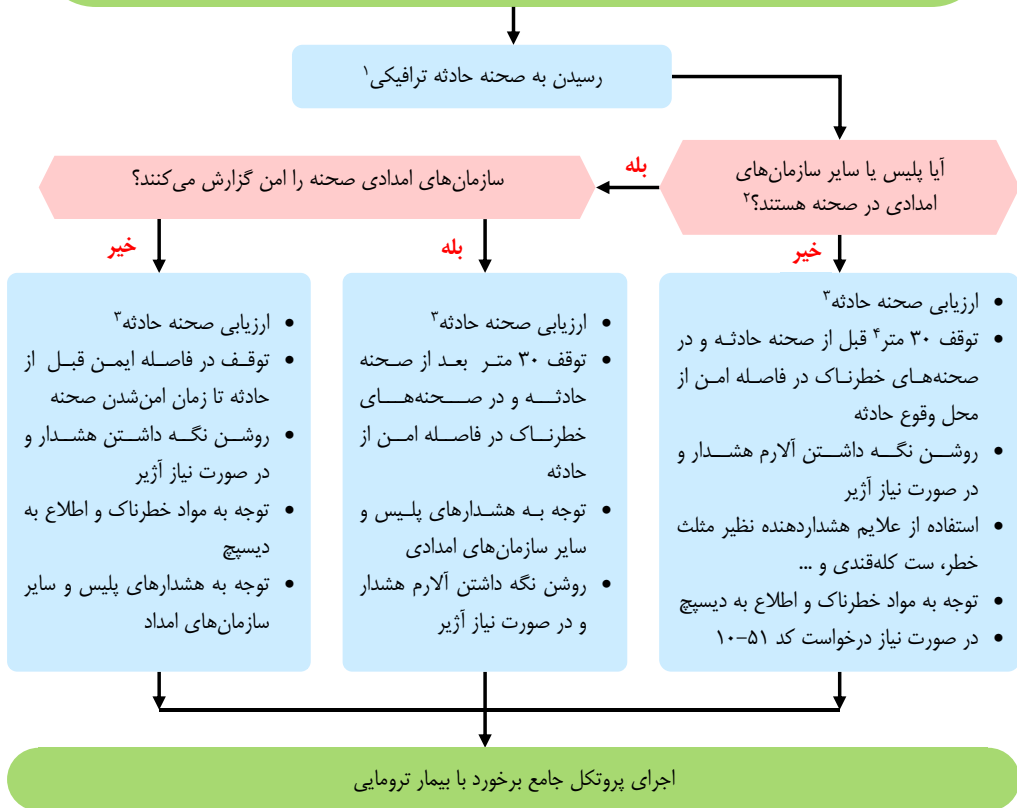 رسیدن به صحنه حادثه ترافیکی۱
آیا پلیس یا سایر سازمان‌های
امدادی در صحنه هستند؟۲
بله
سازمان‌های امدادی صحنه را امن گزارش می‌کنند؟
خیر
بله
خیر
• ارزیابی صحنه حادثه۳
• توقف ۳۰ متر۴ قبل از صحنه حادثه و در
صحنه‌های خطرناک در فاصله امن از
محل وقوع حادثه
• روشن نگه داشتن آلارم هشدار و
در صورت نیاز آژیر
• استفاده از علایم هشداردهنده نظیر مثلث
خطر، ست کله‌قندی و ...
• توجه به مواد خطرناک و اطلاع به دیسپچ
• در صورت نیاز درخواست کد ۵۱-۱۰
• ارزیابی صحنه حادثه۳
• توقف ۳۰ متر بعد از صحنه
حادثه و در صحنه‌های
خطرناک در فاصله امن از
حادثه
• توجه به هشدارهای پلیس و
سایر سازمان‌های امدادی
• روشن نگه داشتن آلارم هشدار
و در صورت نیاز آژیر
• ارزیابی صحنه حادثه۳
• توقف در فاصله ایمن قبل از
حادثه تا زمان امن‌شدن صحنه
• روشن نگه داشتن هشدار و
در صورت نیاز آژیر
• توجه به مواد خطرناک و اطلاع به
دیسپچ
• توجه به هشدارهای پلیس و سایر
سازمان‌های امداد
اجرای پروتکل جامع برخورد با بیمار ترومایی